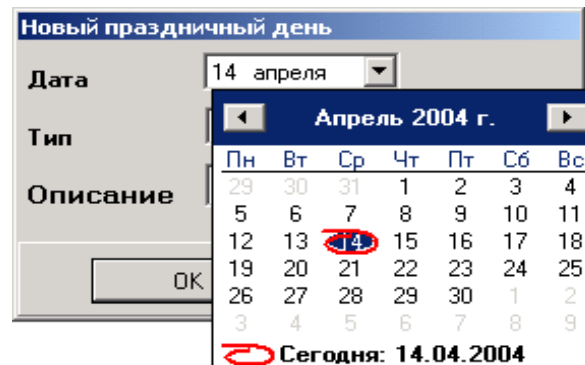 Новый праздничный день
Дата
14 апреля
Тип
Описание
OK
Апрель 2004 г.
Пн Вт Ср Чт Пт Сб Вс
29 30 31 1 2 3 4
5 6 7 8 9 10 11
12 13 14 15 16 17 18
19 20 21 22 23 24 25
26 27 28 29 30 1 2
3 4 5 6 7 8 9
Сегодня: 14.04.2004